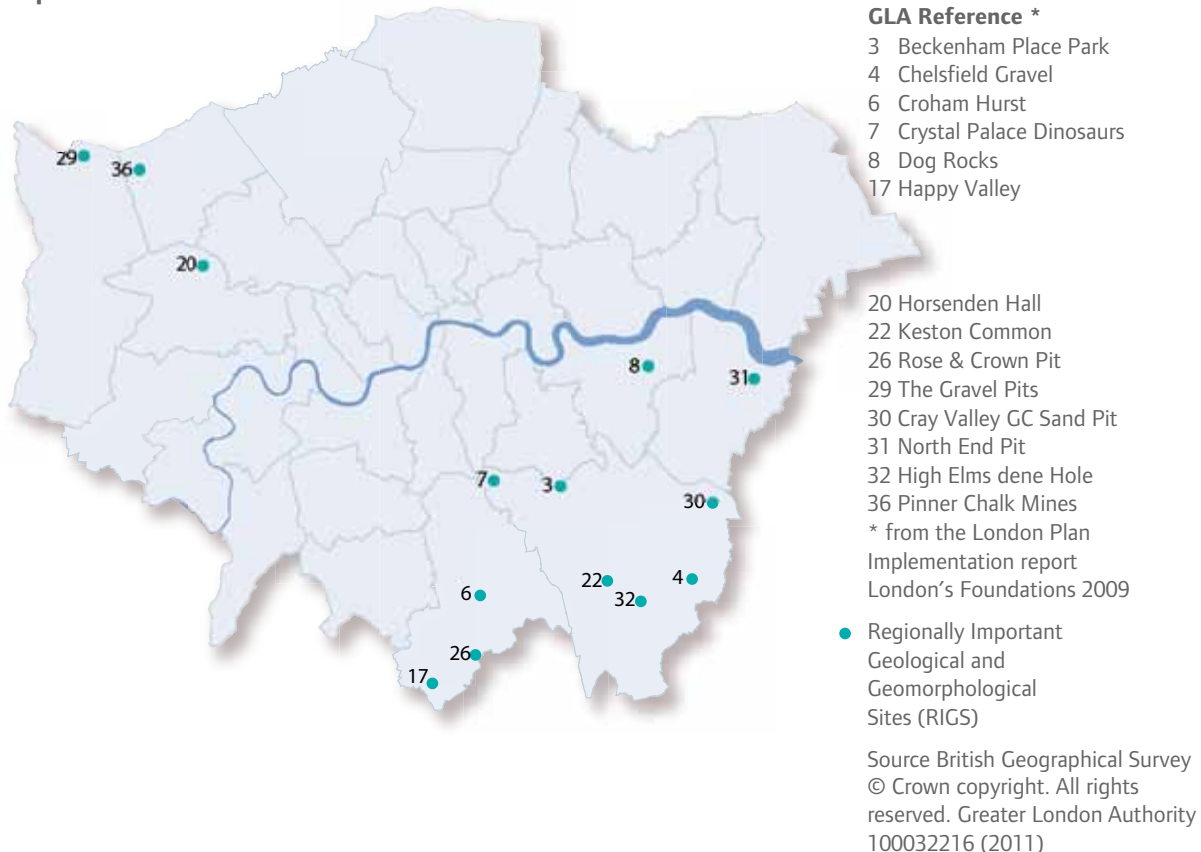 GLA Reference *
3 Beckenham Place Park
4 Chelsfield Gravel
6 Croham Hurst
7 Crystal Palace Dinosaurs
8 Dog Rocks
17 Happy Valley
20 Horsenden Hall
22 Keston Common
26 Rose & Crown Pit
29 The Gravel Pits
30 Cray Valley GC Sand Pit
31 North End Pit
32 High Elms dene Hole
36 Pinner Chalk Mines
* from the London Plan
Implementation report
London's Foundations 2009
Regionally Important
Geological and
Geomorphological
Sites (RIGS)
Source British Geographical Survey
© Crown copyright. All rights
reserved. Greater London Authority
100032216 (2011)
29
36
20
8
31
7
3
30
22
4
32
6
26
17